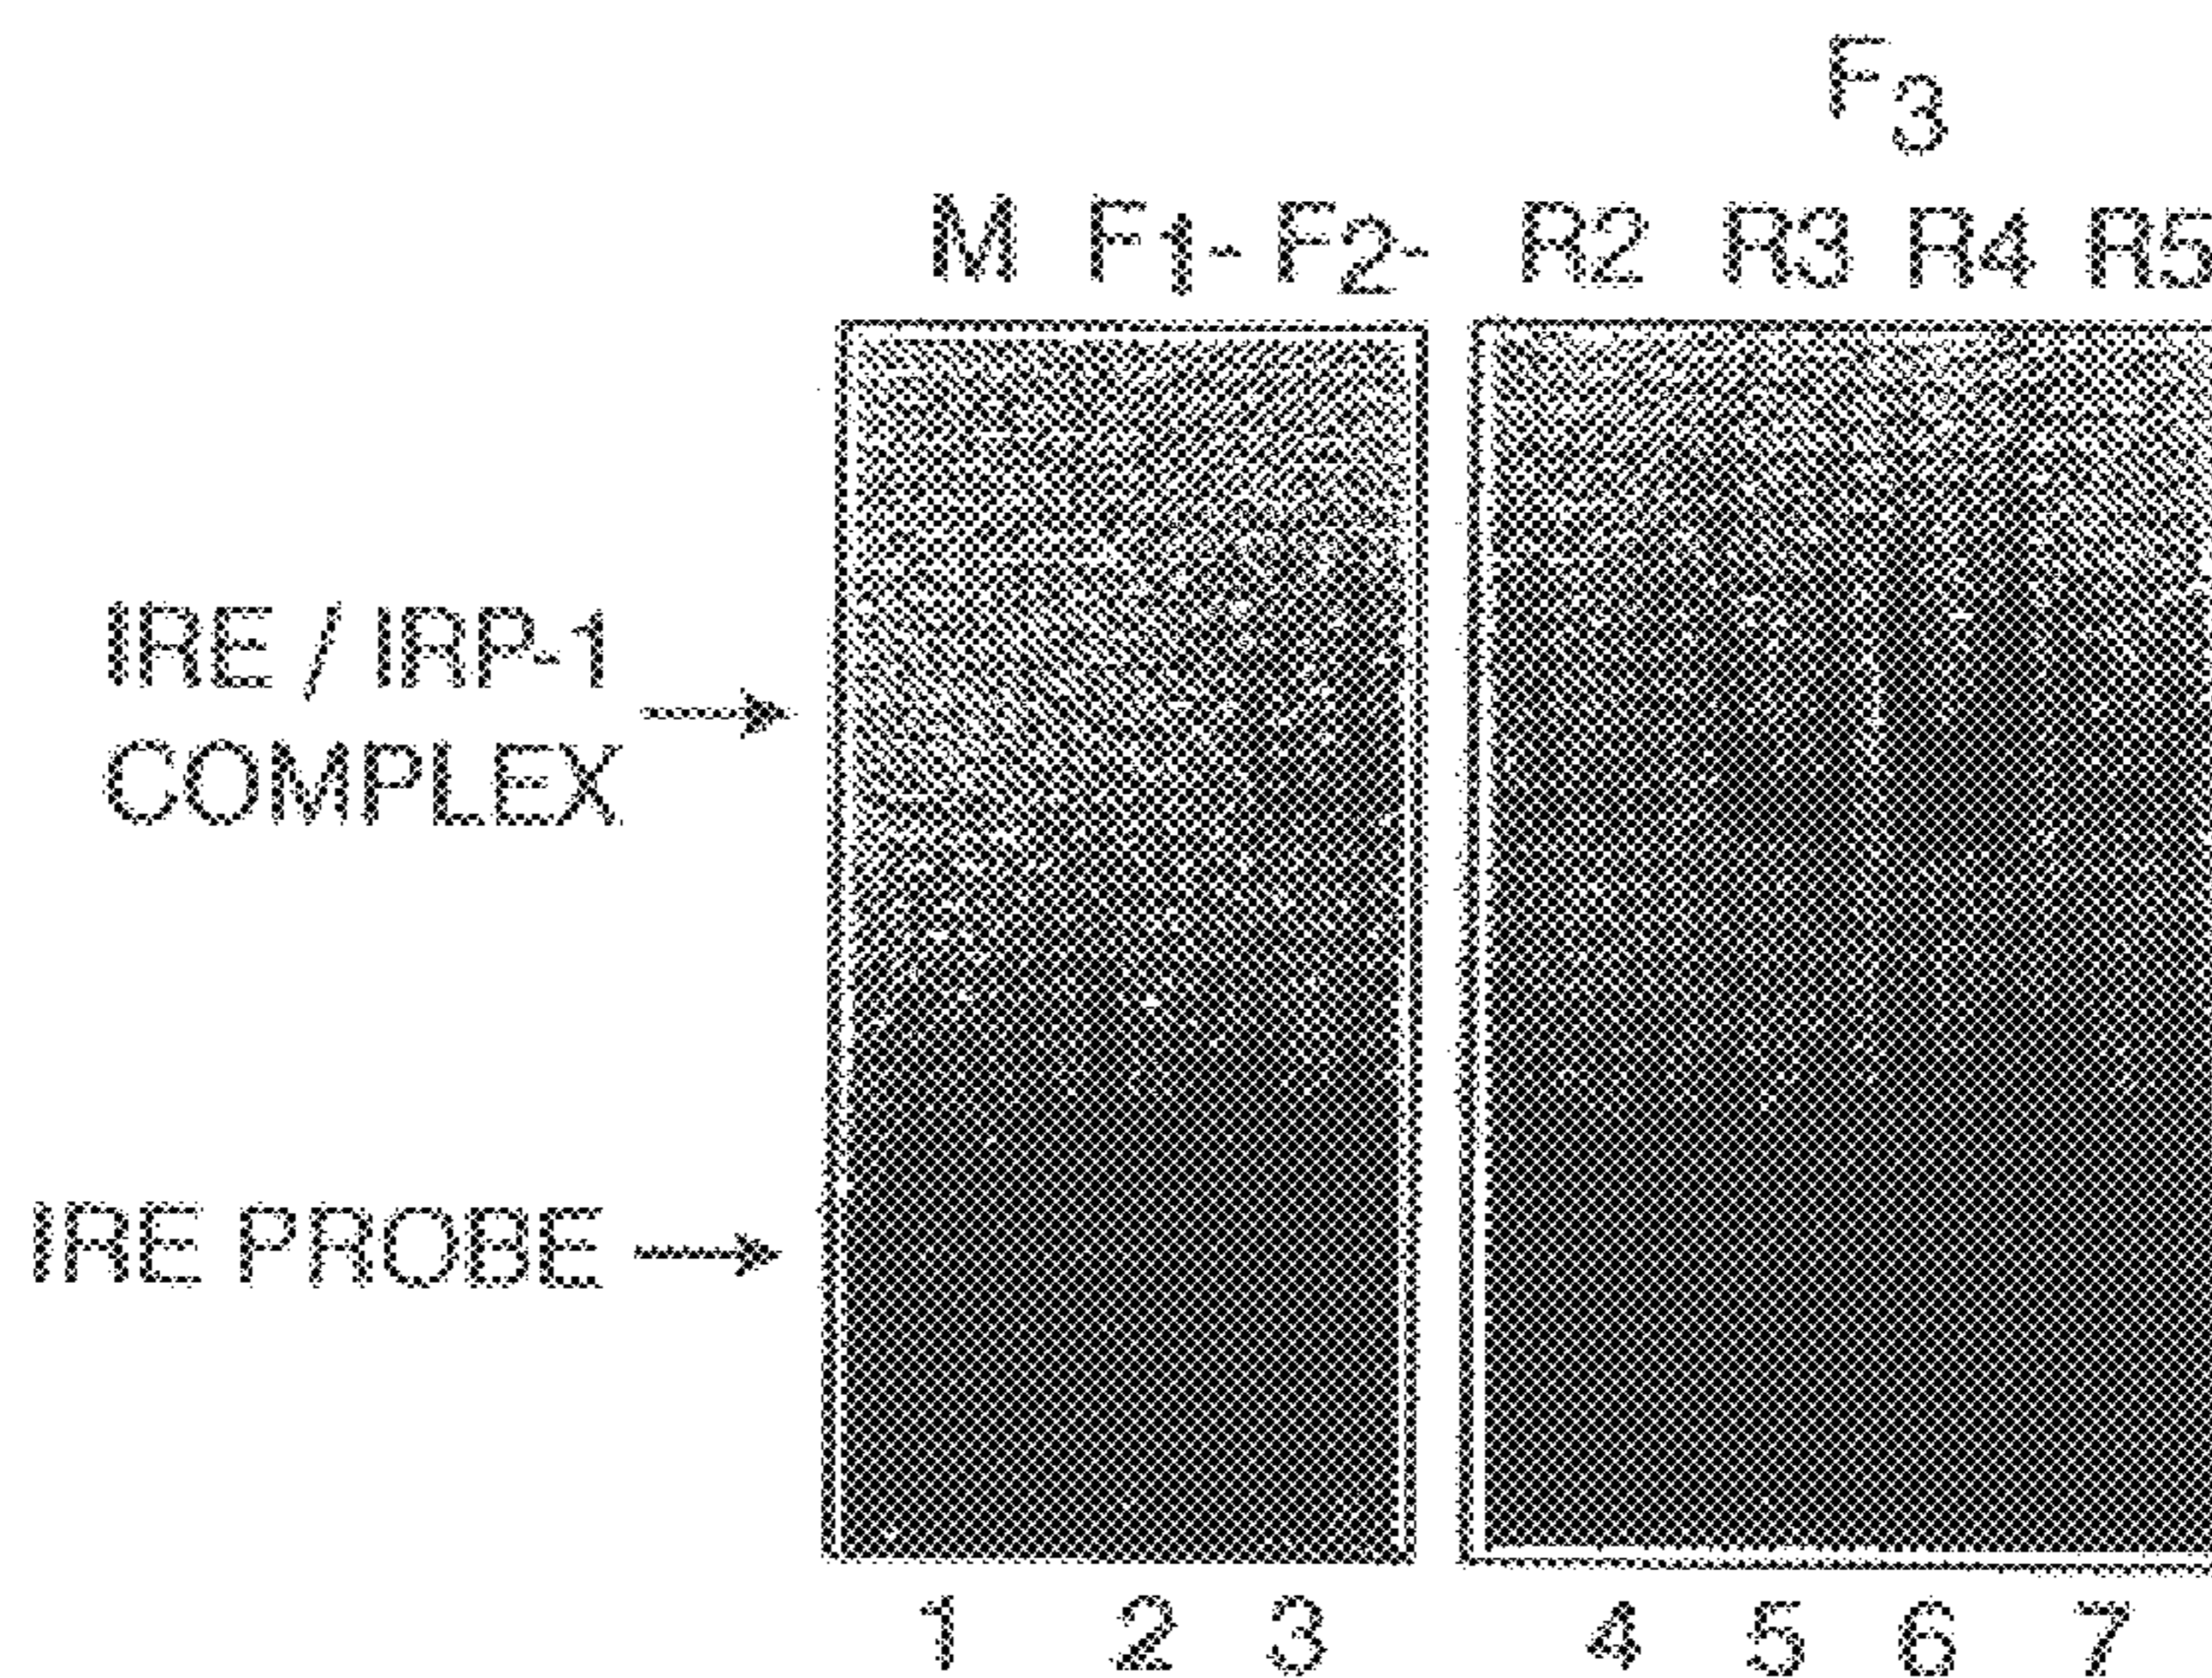 F3
M F1- F2- R2 R3 R4 R5
IRE / IRP-1
COMPLEX
IRE PROBE
1 2 3 4 5 6 7